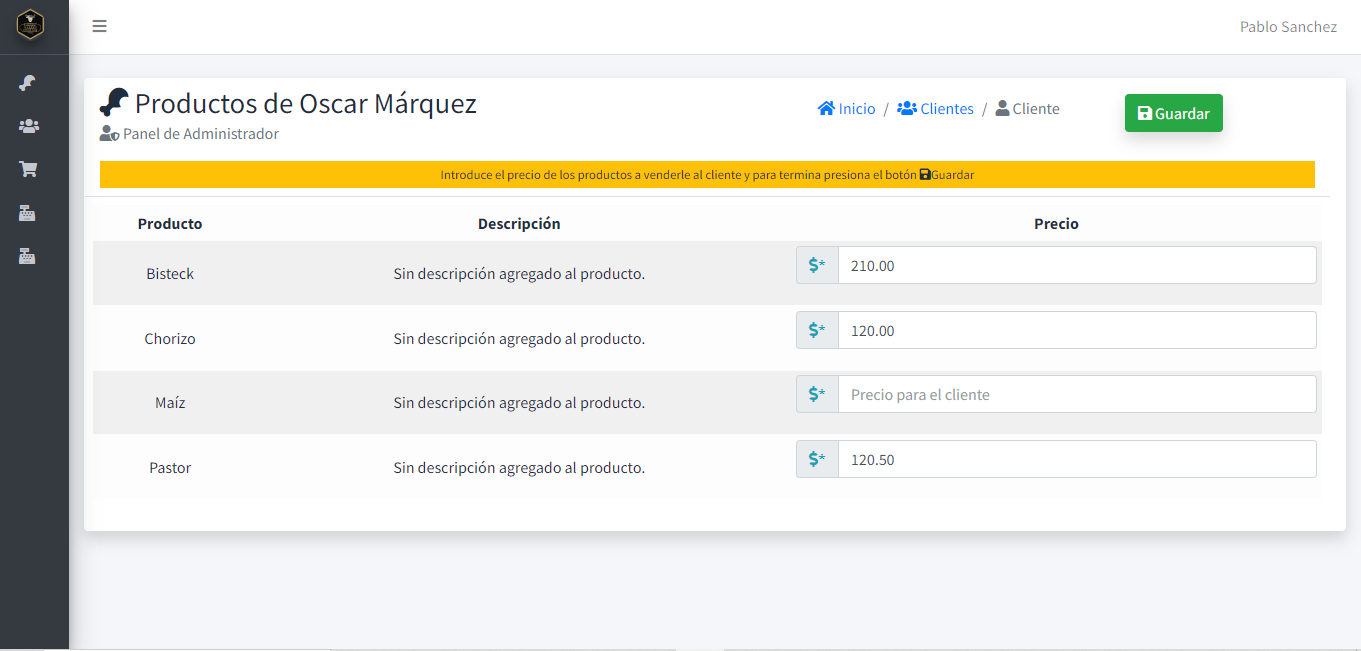 Pablo Sanchez
Productos de Oscar Márquez
Inicio / Clientes / Cliente
Guardar
Panel de Administrador
Introduce el precio de los productos a venderle al cliente y para termina presiona el botón Guardar
Producto Descripción Precio
Bisteck Sin descripción agregado al producto. $* 210.00
Chorizo Sin descripción agregado al producto. $* 120.00
Maíz Sin descripción agregado al producto. $* Precio para el cliente
Pastor Sin descripción agregado al producto. $* 120.50